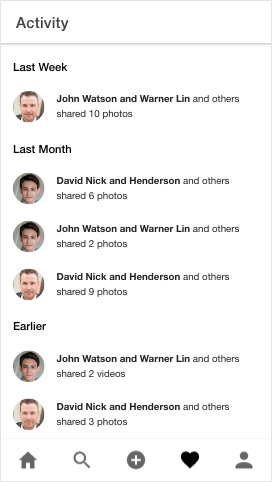 Activity
Last Week
John Watson and Warner Lin and others
shared 10 photos
Last Month
David Nick and Henderson and others
shared 6 photos
John Watson and Warner Lin and others
shared 2 photos
David Nick and Henderson and others
shared 9 photos
Earlier
John Watson and Warner Lin and others
shared 2 videos
David Nick and Henderson and others
shared 3 photos